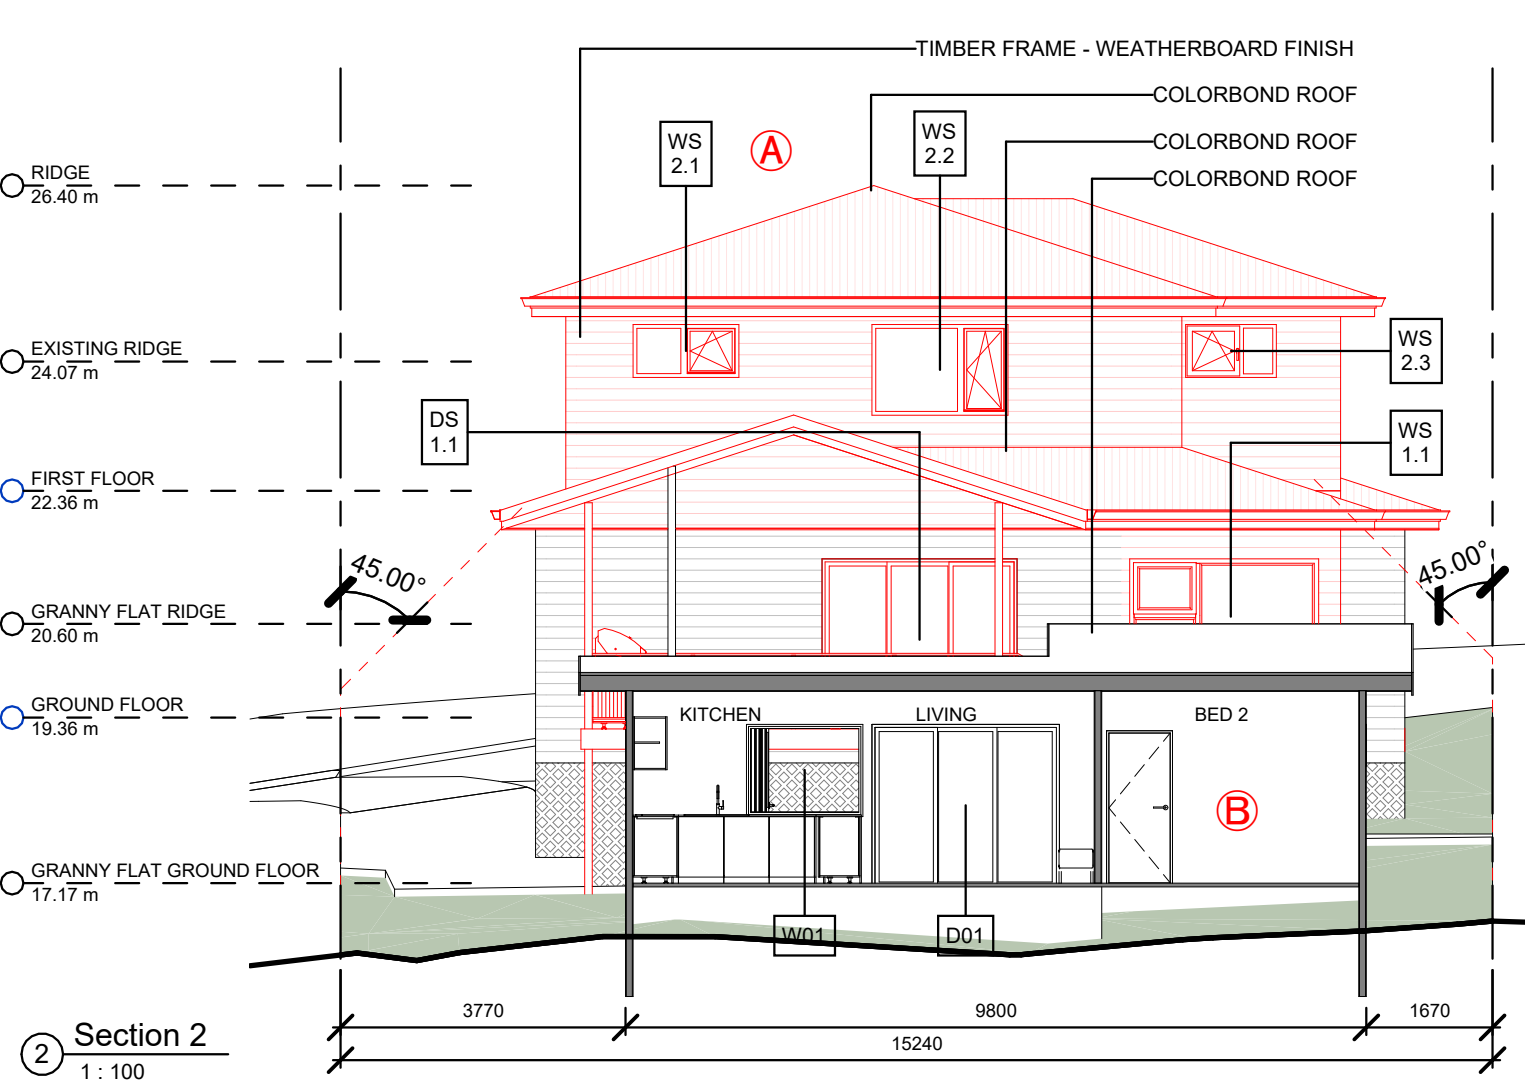 TIMBER FRAME - WEATHERBOARD FINISH
COLORBOND ROOF
COLORBOND ROOF
COLORBOND ROOF
WS
2.1
A
WS
2.2
RIDGE
26.40 m
EXISTING RIDGE
24.07 m
WS
2.3
DS
1.1
WS
1.1
FIRST FLOOR
22.36 m
45.00°
45.00°
GRANNY FLAT RIDGE
20.60 m
GROUND FLOOR
19.36 m
KITCHEN
LIVING
BED 2
B
GRANNY FLAT GROUND FLOOR
17.17 m
W01
D01
3770
9800
1670
15240
2
Section 2
1 : 100